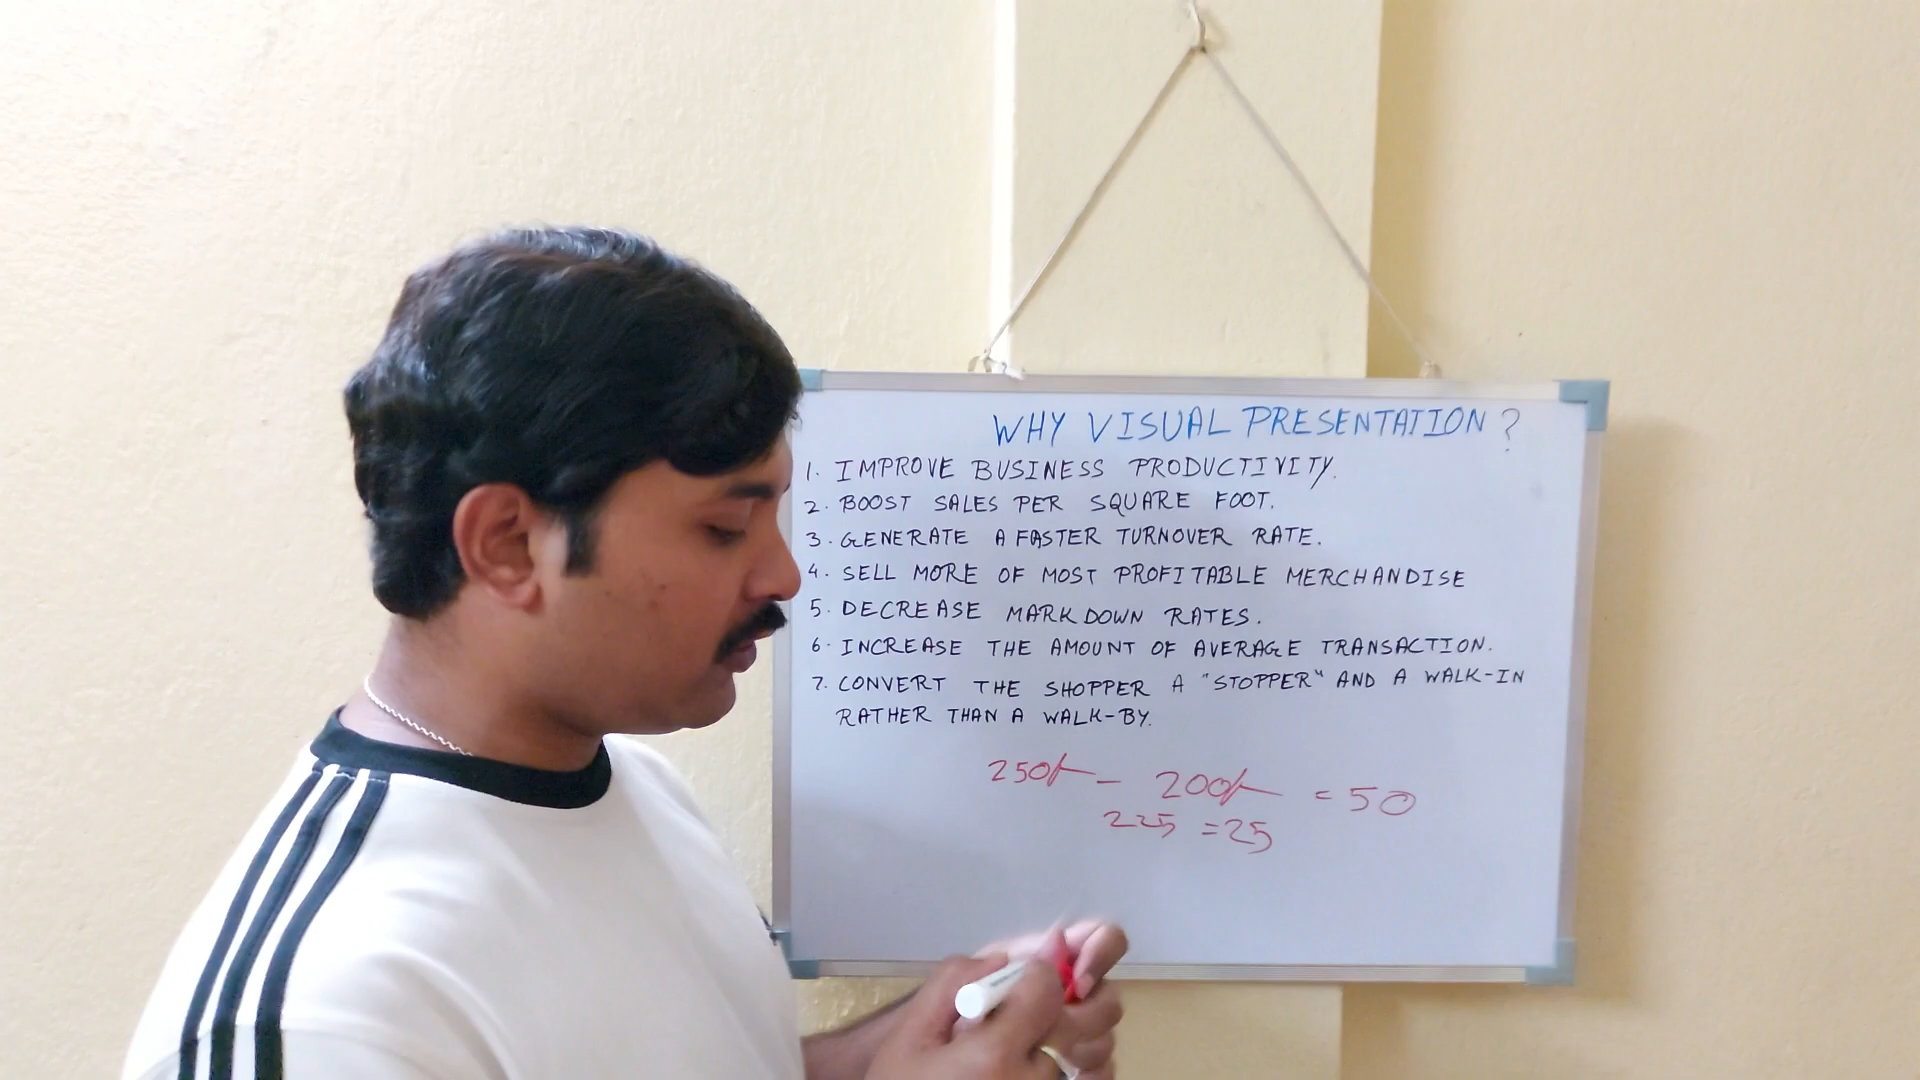 WHY VISUAL PRESENTATION ?
1. IMPROVE BUSINESS PRODUCTIVITY.
2. BOOST SALES PER SQUARE FOOT.
3. GENERATE A FASTER TURNOVER RATE.
4. SELL MORE OF MOST PROFITABLE MERCHANDISE
5. DECREASE MARKDOWN RATES.
6. INCREASE THE AMOUNT OF AVERAGE TRANSACTION.
7. CONVERT THE SHOPPER A "STOPPER" AND A WALK-IN
RATHER THAN A WALK-BY.
250/- - 200/- = 50
225 = 25